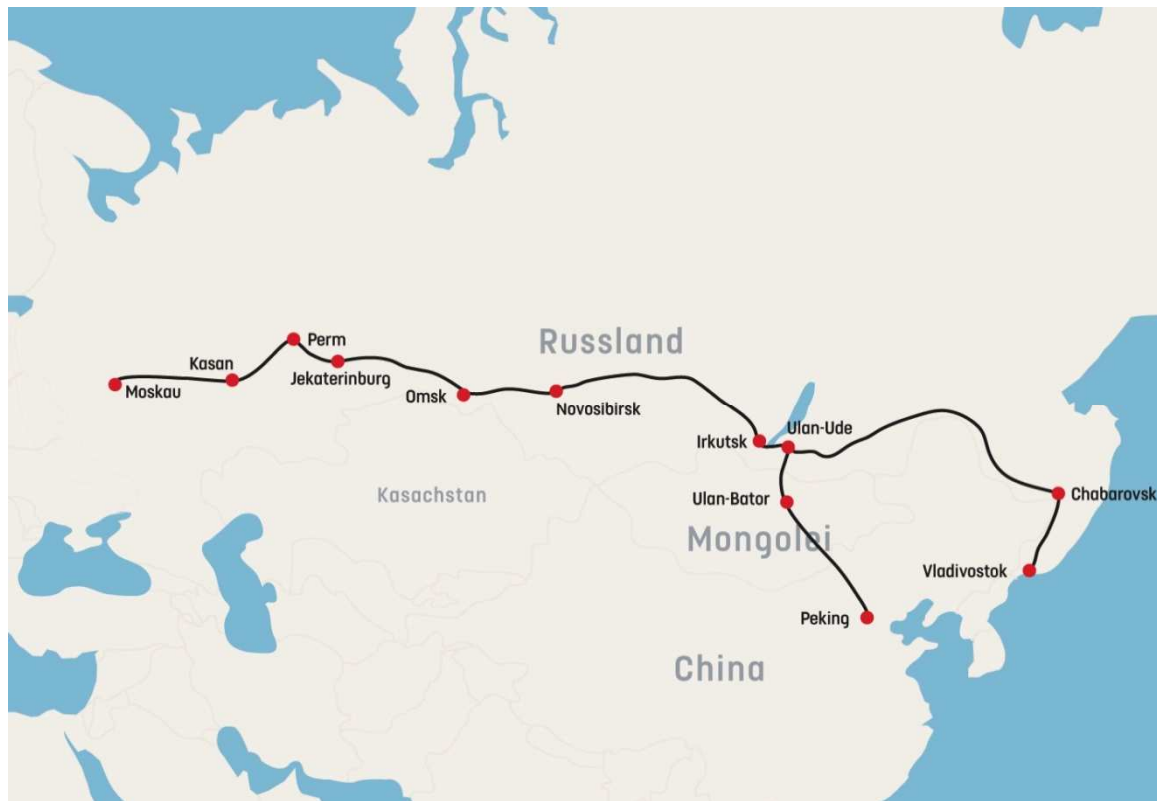 Russland
Perm
Kasan
Jekaterinburg
Moskau
Omsk
Novosibirsk
Irkutsk
Ulan-Ude
Kasachstan
Ulan-Bator
Chabarovsk
Mongolei
Vladivostok
Peking
China